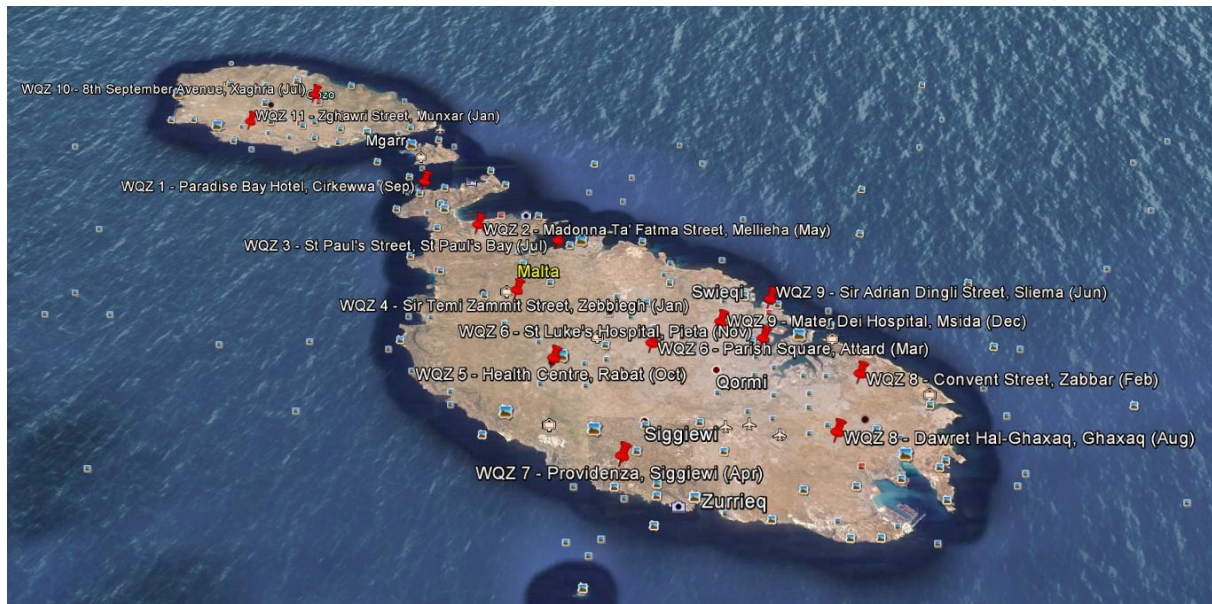 WQZ 10 - 8th September Avenue, Xaghra (Jul)
WQZ 11 - Zghawri Street, Munxar (Jan)
Mgarr
WQZ 1 - Paradise Bay Hotel, Cirkewwa (Sep)
WQZ 2 - Madonna Ta' Fatma Street, Mellieha (May)
WQZ 3 - St Paul's Street, St Paul's Bay (Jul)
Malta
Swieqi
WQZ 9 - Sir Adrian Dingli Street, Sliema (Jun)
WQZ 4 - Sir Temi Zammit Street, Zebbiegh (Jan)
WQZ 9 - Mater Dei Hospital, Msida (Dec)
WQZ 6 - St Luke's Hospital, Pieta (Nov)
WQZ 6 - Parish Square, Attard (Mar)
WQZ 5 - Health Centre, Rabat (Oct)
Qormi
WQZ 8 - Convent Street, Zabbar (Feb)
Siggiewi
WQZ 8 - Dawret Hal-Ghaxaq, Ghaxaq (Aug)
WQZ 7 - Providenza, Siggiewi (Apr)
Zurrieq